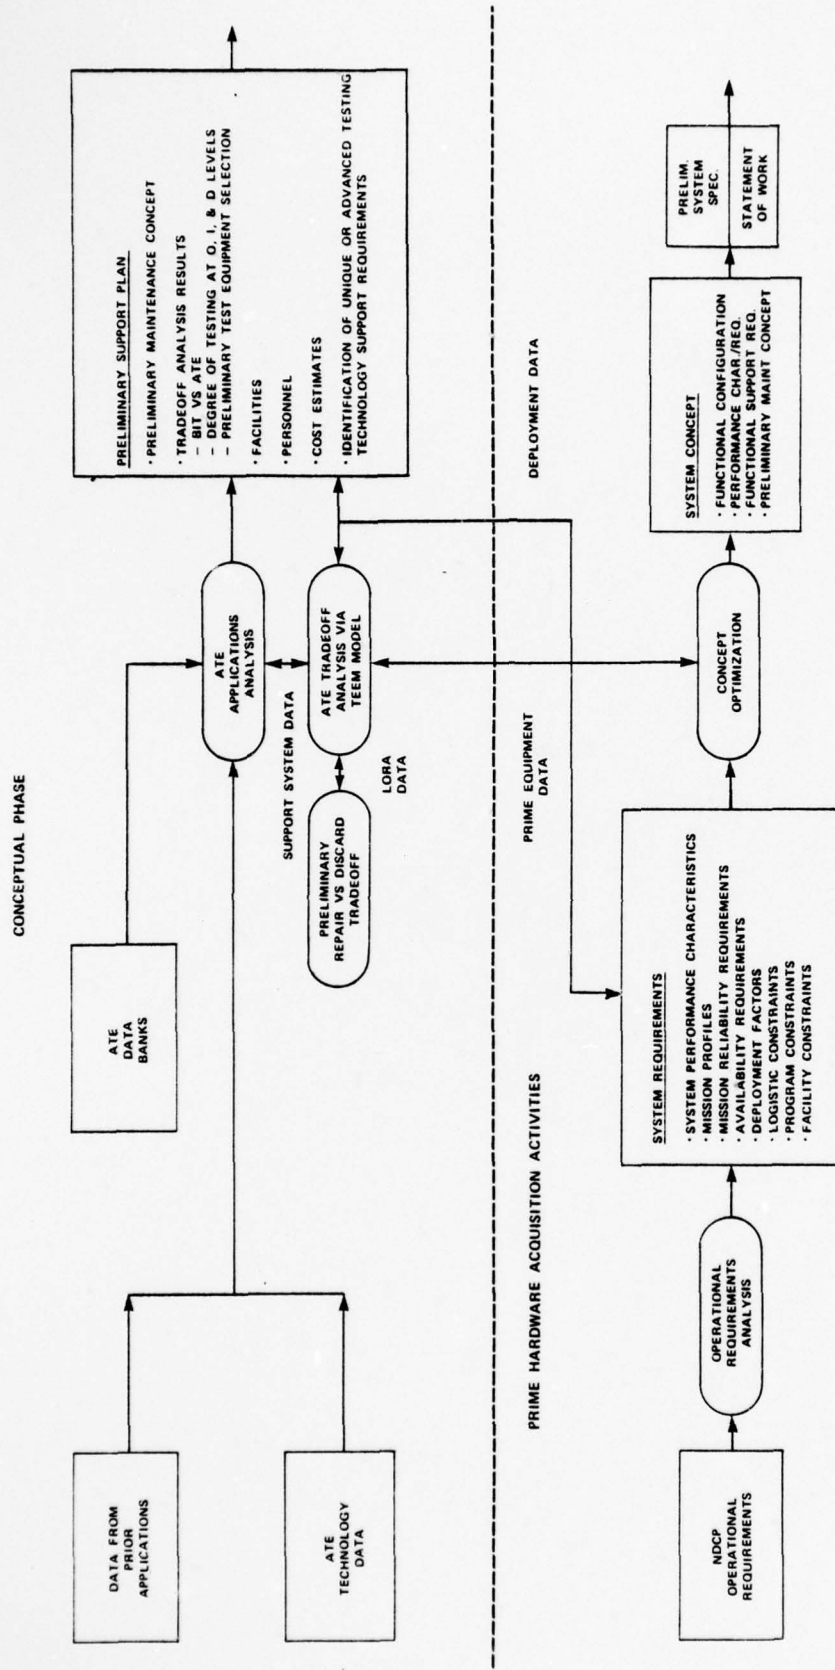 CONCEPTUAL PHASE
DATA FROM
PRIOR
APPLICATIONS
ATE
TECHNOLOGY
DATA
ATE
DATA
BANKS
ATE
APPLICATIONS
ANALYSIS
SUPPORT SYSTEM DATA
ATE TRADEOFF
ANALYSIS VIA
TEEM MODEL
PRELIMINARY
REPAIR VS DISCARD
TRADEOFF
LORA
DATA
PRELIMINARY SUPPORT PLAN
· PRELIMINARY MAINTENANCE CONCEPT
· TRADEOFF ANALYSIS RESULTS
– BIT VS ATE
– DEGREE OF TESTING AT O, I, & D LEVELS
– PRELIMINARY TEST EQUIPMENT SELECTION
· FACILITIES
· PERSONNEL
· COST ESTIMATES
· IDENTIFICATION OF UNIQUE OR ADVANCED TESTING
TECHNOLOGY SUPPORT REQUIREMENTS
PRIME HARDWARE ACQUISITION ACTIVITIES
PRIME EQUIPMENT
DATA
DEPLOYMENT DATA
NDCP
OPERATIONAL
REQUIREMENTS
OPERATIONAL
REQUIREMENTS
ANALYSIS
SYSTEM REQUIREMENTS
· SYSTEM PERFORMANCE CHARACTERISTICS
· MISSION PROFILES
· MISSION RELIABILITY REQUIREMENTS
· AVAILABILITY REQUIREMENTS
· DEPLOYMENT FACTORS
· LOGISTIC CONSTRAINTS
· PROGRAM CONSTRAINTS
· FACILITY CONSTRAINTS
CONCEPT
OPTIMIZATION
SYSTEM CONCEPT
· FUNCTIONAL CONFIGURATION
· PERFORMANCE CHAR./REQ.
· FUNCTIONAL SUPPORT REQ.
· PRELIMINARY MAINT CONCEPT
PRELIM.
SYSTEM
SPEC.
STATEMENT
OF WORK